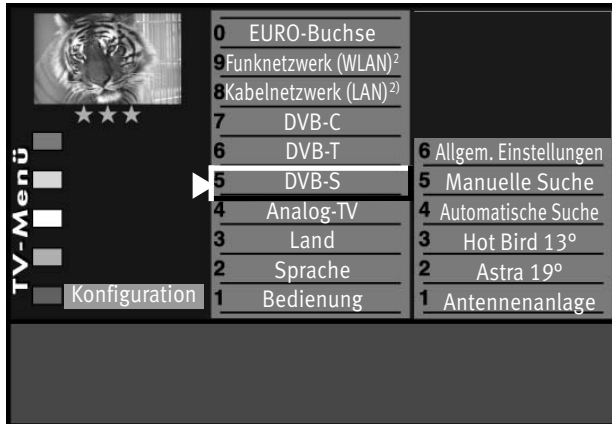 TV-Menü
Konfiguration
0 EURO-Buchse
9 Funknetzwerk (WLAN)2
8 Kabelnetzwerk (LAN)2)
7 DVB-C
6 DVB-T
5 DVB-S
4 Analog-TV
3 Land
2 Sprache
1 Bedienung
6 Allgem. Einstellungen
5 Manuelle Suche
4 Automatische Suche
3 Hot Bird 13°
2 Astra 19°
1 Antennenanlage